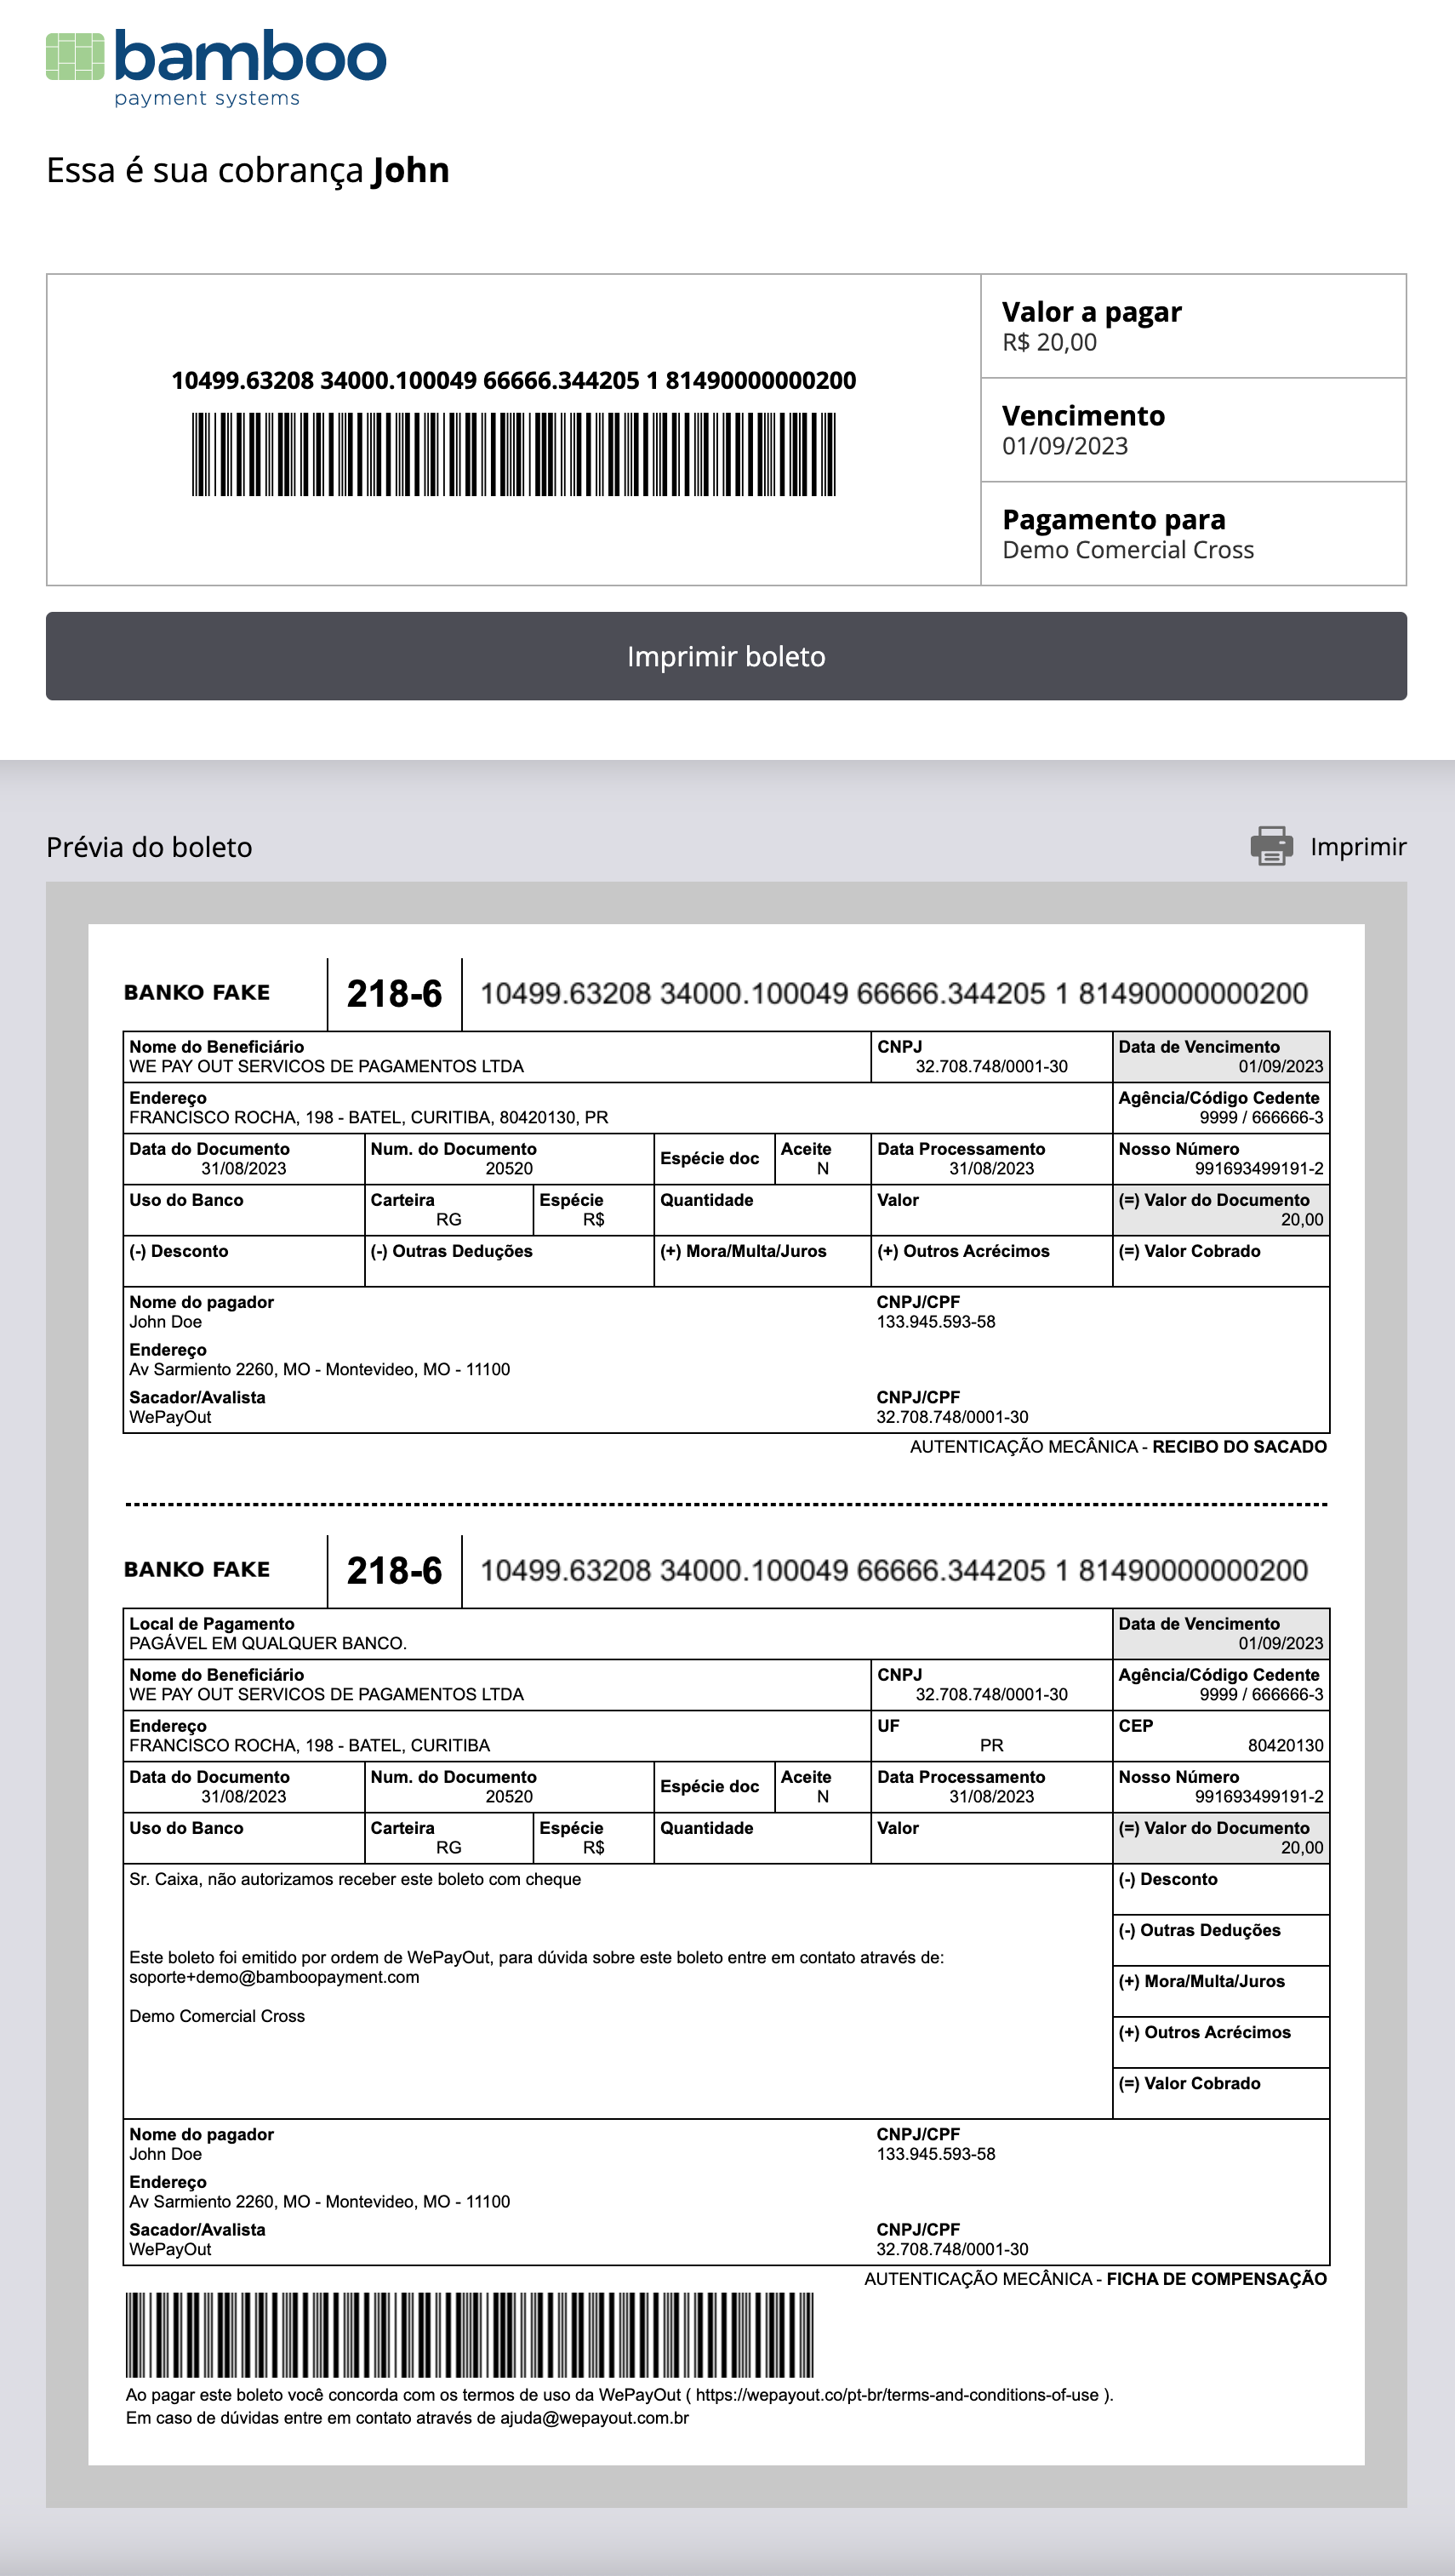 bamboo
payment systems
Essa é sua cobrança John
10499.63208 34000.100049 66666.344205 1 81490000000200
Valor a pagar
R$ 20,00
Vencimento
01/09/2023
Pagamento para
Demo Comercial Cross
Imprimir boleto
Prévia do boleto Imprimir
BANKO FAKE 218-6 10499.63208 34000.100049 66666.344205 1 81490000000200
Nome do Beneficiário CNPJ Data de Vencimento
WE PAY OUT SERVICOS DE PAGAMENTOS LTDA 32.708.748/0001-30 01/09/2023
Endereço Agência/Código Cedente
FRANCISCO ROCHA, 198 - BATEL, CURITIBA, 80420130, PR 9999 / 666666-3
Data do Documento Num. do Documento Espécie doc Aceite Data Processamento Nosso Número
31/08/2023 20520 N 31/08/2023 991693499191-2
Uso do Banco Carteira Espécie Quantidade Valor (=) Valor do Documento
RG R$ 20,00
(-) Desconto (-) Outras Deduções (+) Mora/Multa/Juros (+) Outros Acrécimos (=) Valor Cobrado
Nome do pagador CNPJ/CPF
John Doe 133.945.593-58
Endereço
Av Sarmiento 2260, MO - Montevideo, MO - 11100
Sacador/Avalista CNPJ/CPF
WePayOut 32.708.748/0001-30
AUTENTICAÇÃO MECÂNICA - RECIBO DO SACADO
BANKO FAKE 218-6 10499.63208 34000.100049 66666.344205 1 81490000000200
Local de Pagamento Data de Vencimento
PAGÁVEL EM QUALQUER BANCO. 01/09/2023
Nome do Beneficiário CNPJ Agência/Código Cedente
WE PAY OUT SERVICOS DE PAGAMENTOS LTDA 32.708.748/0001-30 9999 / 666666-3
Endereço UF CEP
FRANCISCO ROCHA, 198 - BATEL, CURITIBA PR 80420130
Data do Documento Num. do Documento Espécie doc Aceite Data Processamento Nosso Número
31/08/2023 20520 N 31/08/2023 991693499191-2
Uso do Banco Carteira Espécie Quantidade Valor (=) Valor do Documento
RG R$ 20,00
Sr. Caixa, não autorizamos receber este boleto com cheque (-) Desconto
(-) Outras Deduções
Este boleto foi emitido por ordem de WePayOut, para dúvida sobre este boleto entre em contato através de:
soporte+demo@bamboopayment.com (+) Mora/Multa/Juros
Demo Comercial Cross (+) Outros Acrécimos
(=) Valor Cobrado
Nome do pagador CNPJ/CPF
John Doe 133.945.593-58
Endereço
Av Sarmiento 2260, MO - Montevideo, MO - 11100
Sacador/Avalista CNPJ/CPF
WePayOut 32.708.748/0001-30
AUTENTICAÇÃO MECÂNICA - FICHA DE COMPENSAÇÃO
Ao pagar este boleto você concorda com os termos de uso da WePayOut ( https://wepayout.co/pt-br/terms-and-conditions-of-use ).
Em caso de dúvidas entre em contato através de ajuda@wepayout.com.br